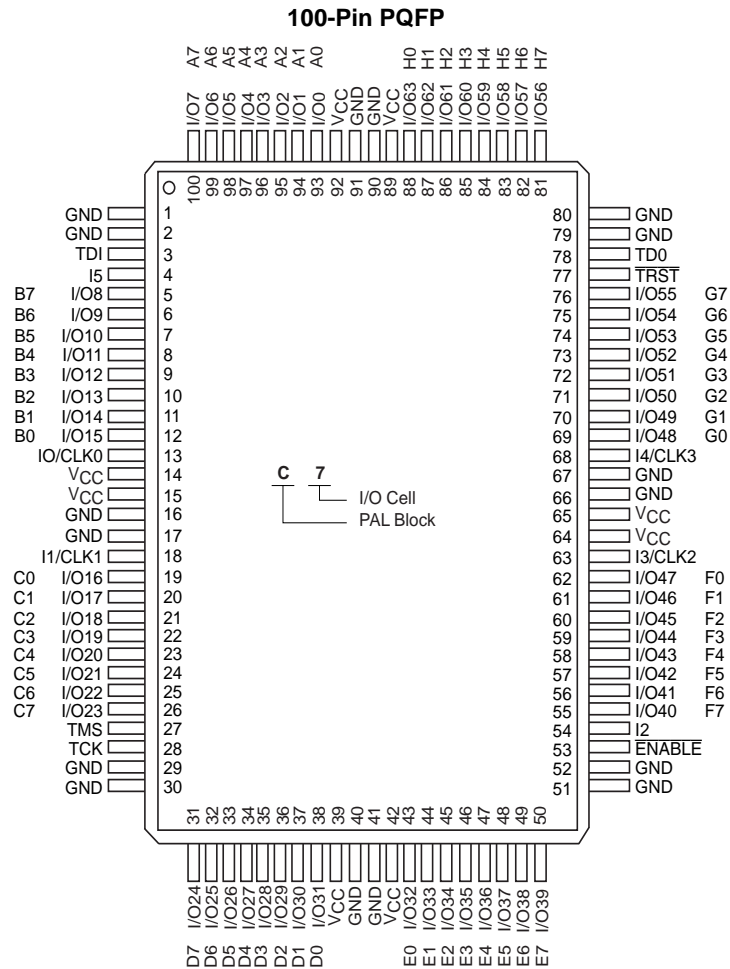 100-Pin PQFP
A7 A6 A5 A4 A3 A2 A1 A0 H0 H1 H2 H3 H4 H5 H6 H7
I/O7 I/O6 I/O5 I/O4 I/O3 I/O2 I/O1 I/O0 VCC GND GND VCC I/O63 I/O62 I/O61 I/O60 I/O59 I/O58 I/O57 I/O56
100 99 98 97 96 95 94 93 92 91 90 89 88 87 86 85 84 83 82 81
GND 1 80 GND
GND 2 79 GND
TDI 3 78 TD0
I5 4 77 TRST
B7 I/O8 5 76 I/O55 G7
B6 I/O9 6 75 I/O54 G6
B5 I/O10 7 74 I/O53 G5
B4 I/O11 8 73 I/O52 G4
B3 I/O12 9 72 I/O51 G3
B2 I/O13 10 71 I/O50 G2
B1 I/O14 11 70 I/O49 G1
B0 I/O15 12 69 I/O48 G0
IO/CLK0 13 68 I4/CLK3
VCC 14 67 GND
VCC 15 66 GND
GND 16 65 VCC
GND 17 64 VCC
I1/CLK1 18 63 I3/CLK2
C0 I/O16 19 62 I/O47 F0
C1 I/O17 20 61 I/O46 F1
C2 I/O18 21 60 I/O45 F2
C3 I/O19 22 59 I/O44 F3
C4 I/O20 23 58 I/O43 F4
C5 I/O21 24 57 I/O42 F5
C6 I/O22 25 56 I/O41 F6
C7 I/O23 26 55 I/O40 F7
TMS 27 54 I2
TCK 28 53 ENABLE
GND 29 52 GND
GND 30 51 GND
C 7
I/O Cell
PAL Block
31 32 33 34 35 36 37 38 39 40 41 42 43 44 45 46 47 48 49 50
I/O24 I/O25 I/O26 I/O27 I/O28 I/O29 I/O30 I/O31 VCC GND GND VCC I/O32 I/O33 I/O34 I/O35 I/O36 I/O37 I/O38 I/O39
D7 D6 D5 D4 D3 D2 D1 D0 E0 E1 E2 E3 E4 E5 E6 E7